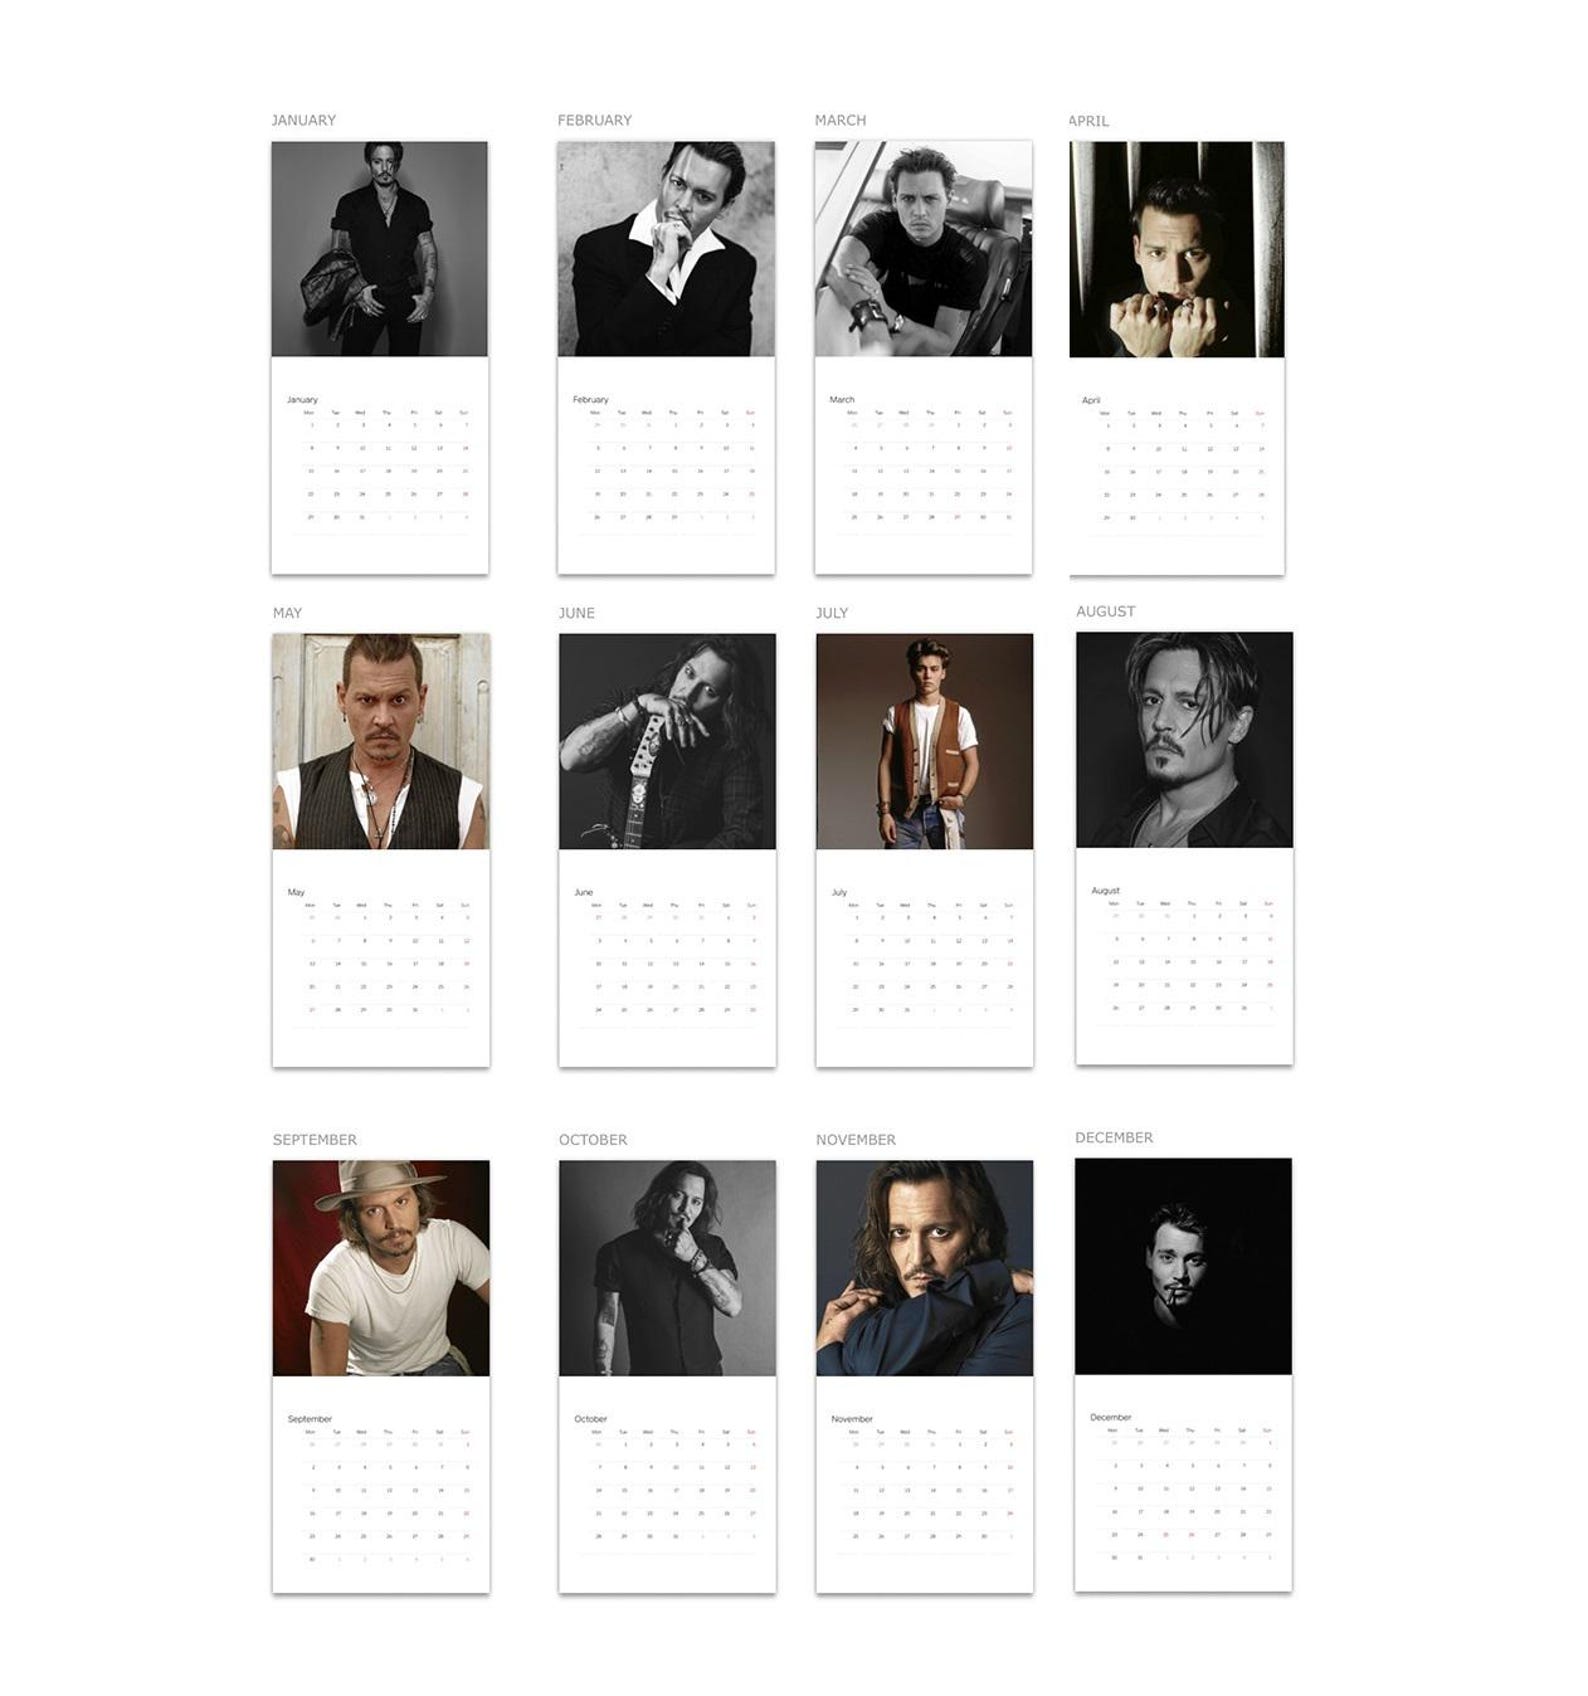 JANUARY
January
Mon Tue Wed Thu Fri Sat Sun
1 2 3 4 5 6 7
8 9 10 11 12 13 14
15 16 17 18 19 20 21
22 23 24 25 26 27 28
29 30 31 1 2 3 4
FEBRUARY
February
Mon Tue Wed Thu Fri Sat Sun
29 30 31 1 2 3 4
5 6 7 8 9 10 11
12 13 14 15 16 17 18
19 20 21 22 23 24 25
26 27 28 29 1 2 3
MARCH
March
Mon Tue Wed Thu Fri Sat Sun
26 27 28 29 1 2 3
4 5 6 7 8 9 10
11 12 13 14 15 16 17
18 19 20 21 22 23 24
25 26 27 28 29 30 31
APRIL
April
Mon Tue Wed Thu Fri Sat Sun
1 2 3 4 5 6 7
8 9 10 11 12 13 14
15 16 17 18 19 20 21
22 23 24 25 26 27 28
29 30 1 2 3 4 5
MAY
May
Mon Tue Wed Thu Fri Sat Sun
29 30 1 2 3 4 5
6 7 8 9 10 11 12
13 14 15 16 17 18 19
20 21 22 23 24 25 26
27 28 29 30 31 1 2
JUNE
June
Mon Tue Wed Thu Fri Sat Sun
27 28 29 30 31 1 2
3 4 5 6 7 8 9
10 11 12 13 14 15 16
17 18 19 20 21 22 23
24 25 26 27 28 29 30
JULY
July
Mon Tue Wed Thu Fri Sat Sun
1 2 3 4 5 6 7
8 9 10 11 12 13 14
15 16 17 18 19 20 21
22 23 24 25 26 27 28
29 30 31 1 2 3 4
AUGUST
August
Mon Tue Wed Thu Fri Sat Sun
29 30 31 1 2 3 4
5 6 7 8 9 10 11
12 13 14 15 16 17 18
19 20 21 22 23 24 25
26 27 28 29 30 31 1
SEPTEMBER
September
Mon Tue Wed Thu Fri Sat Sun
26 27 28 29 30 31 1
2 3 4 5 6 7 8
9 10 11 12 13 14 15
16 17 18 19 20 21 22
23 24 25 26 27 28 29
30 1 2 3 4 5 6
OCTOBER
October
Mon Tue Wed Thu Fri Sat Sun
30 1 2 3 4 5 6
7 8 9 10 11 12 13
14 15 16 17 18 19 20
21 22 23 24 25 26 27
28 29 30 31 1 2 3
NOVEMBER
November
Mon Tue Wed Thu Fri Sat Sun
28 29 30 31 1 2 3
4 5 6 7 8 9 10
11 12 13 14 15 16 17
18 19 20 21 22 23 24
25 26 27 28 29 30 1
DECEMBER
December
Mon Tue Wed Thu Fri Sat Sun
25 26 27 28 29 30 1
2 3 4 5 6 7 8
9 10 11 12 13 14 15
16 17 18 19 20 21 22
23 24 25 26 27 28 29
30 31 1 2 3 4 5